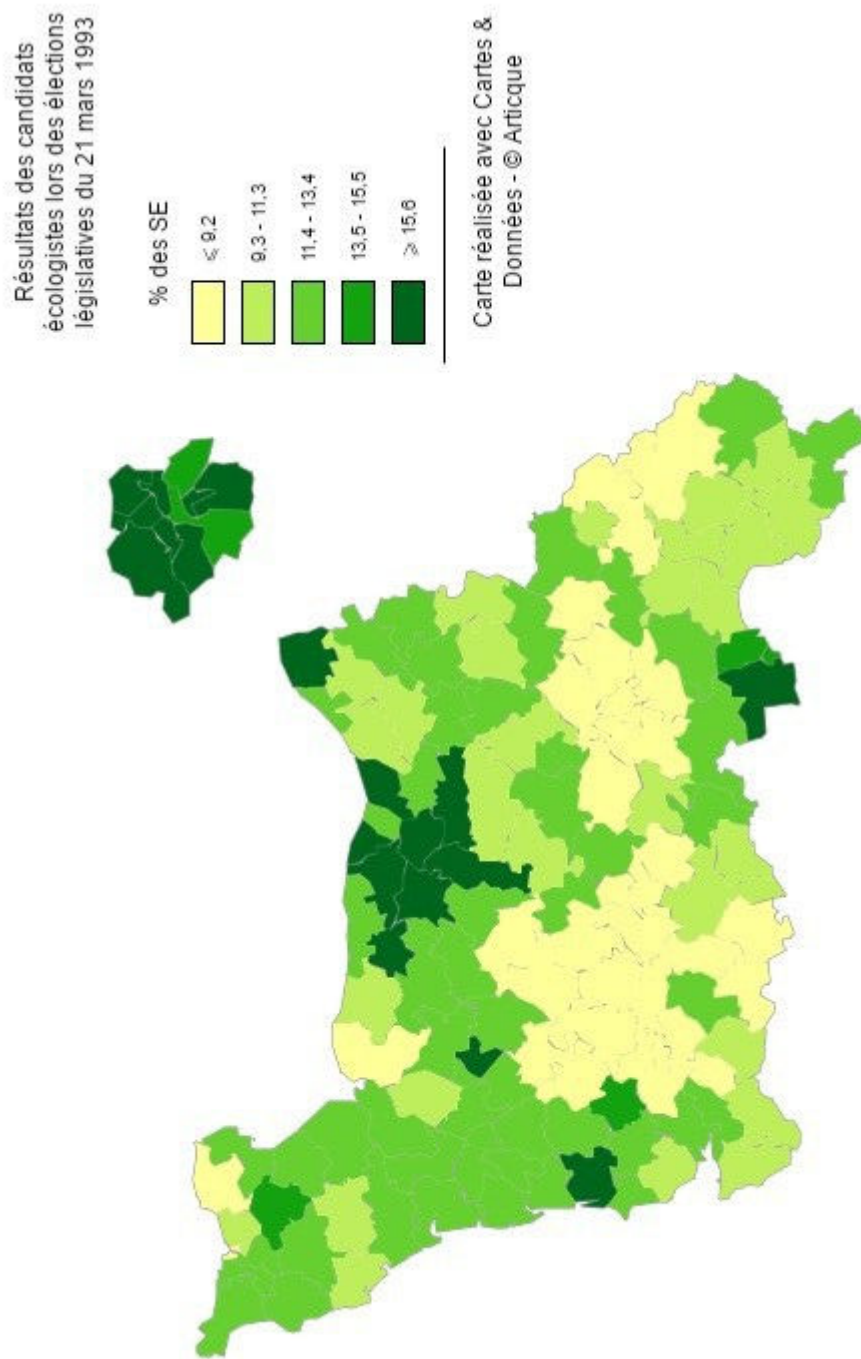 Résultats des candidats
écologistes lors des élections
législatives du 21 mars 1993
% des SE
⩽ 9,2
9,3 - 11,3
11,4 - 13,4
13,5 - 15,5
⩾ 15,6
Carte réalisée avec Cartes &
Données - © Articque